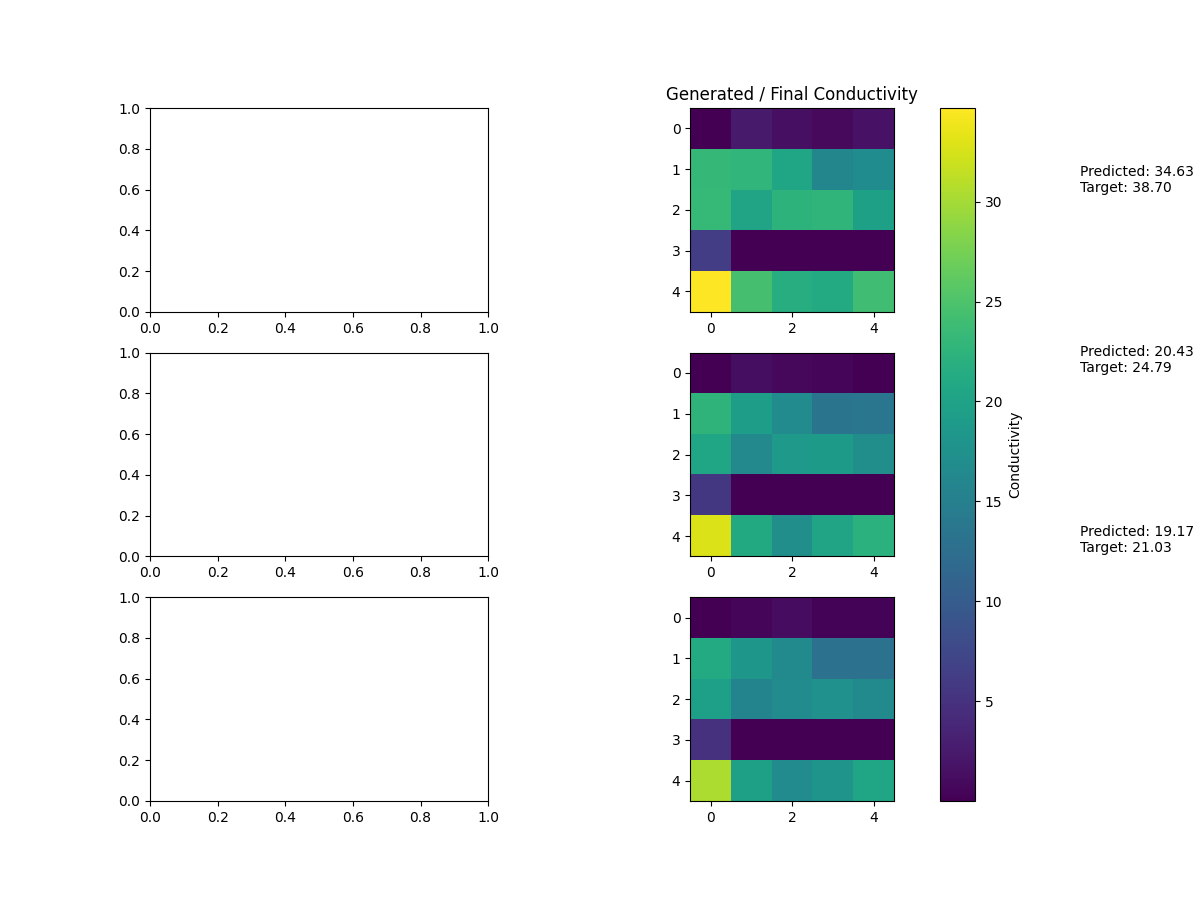 Generated / Final Conductivity
1.0
0.8
0.6
0.4
0.2
0.0
0.0 0.2 0.4 0.6 0.8 1.0
0
1
2
3
4
0 2 4
Predicted: 34.63
Target: 38.70
1.0
0.8
0.6
0.4
0.2
0.0
0.0 0.2 0.4 0.6 0.8 1.0
0
1
2
3
4
0 2 4
Predicted: 20.43
Target: 24.79
1.0
0.8
0.6
0.4
0.2
0.0
0.0 0.2 0.4 0.6 0.8 1.0
0
1
2
3
4
0 2 4
Predicted: 19.17
Target: 21.03
30
25
20
15
10
5
Conductivity